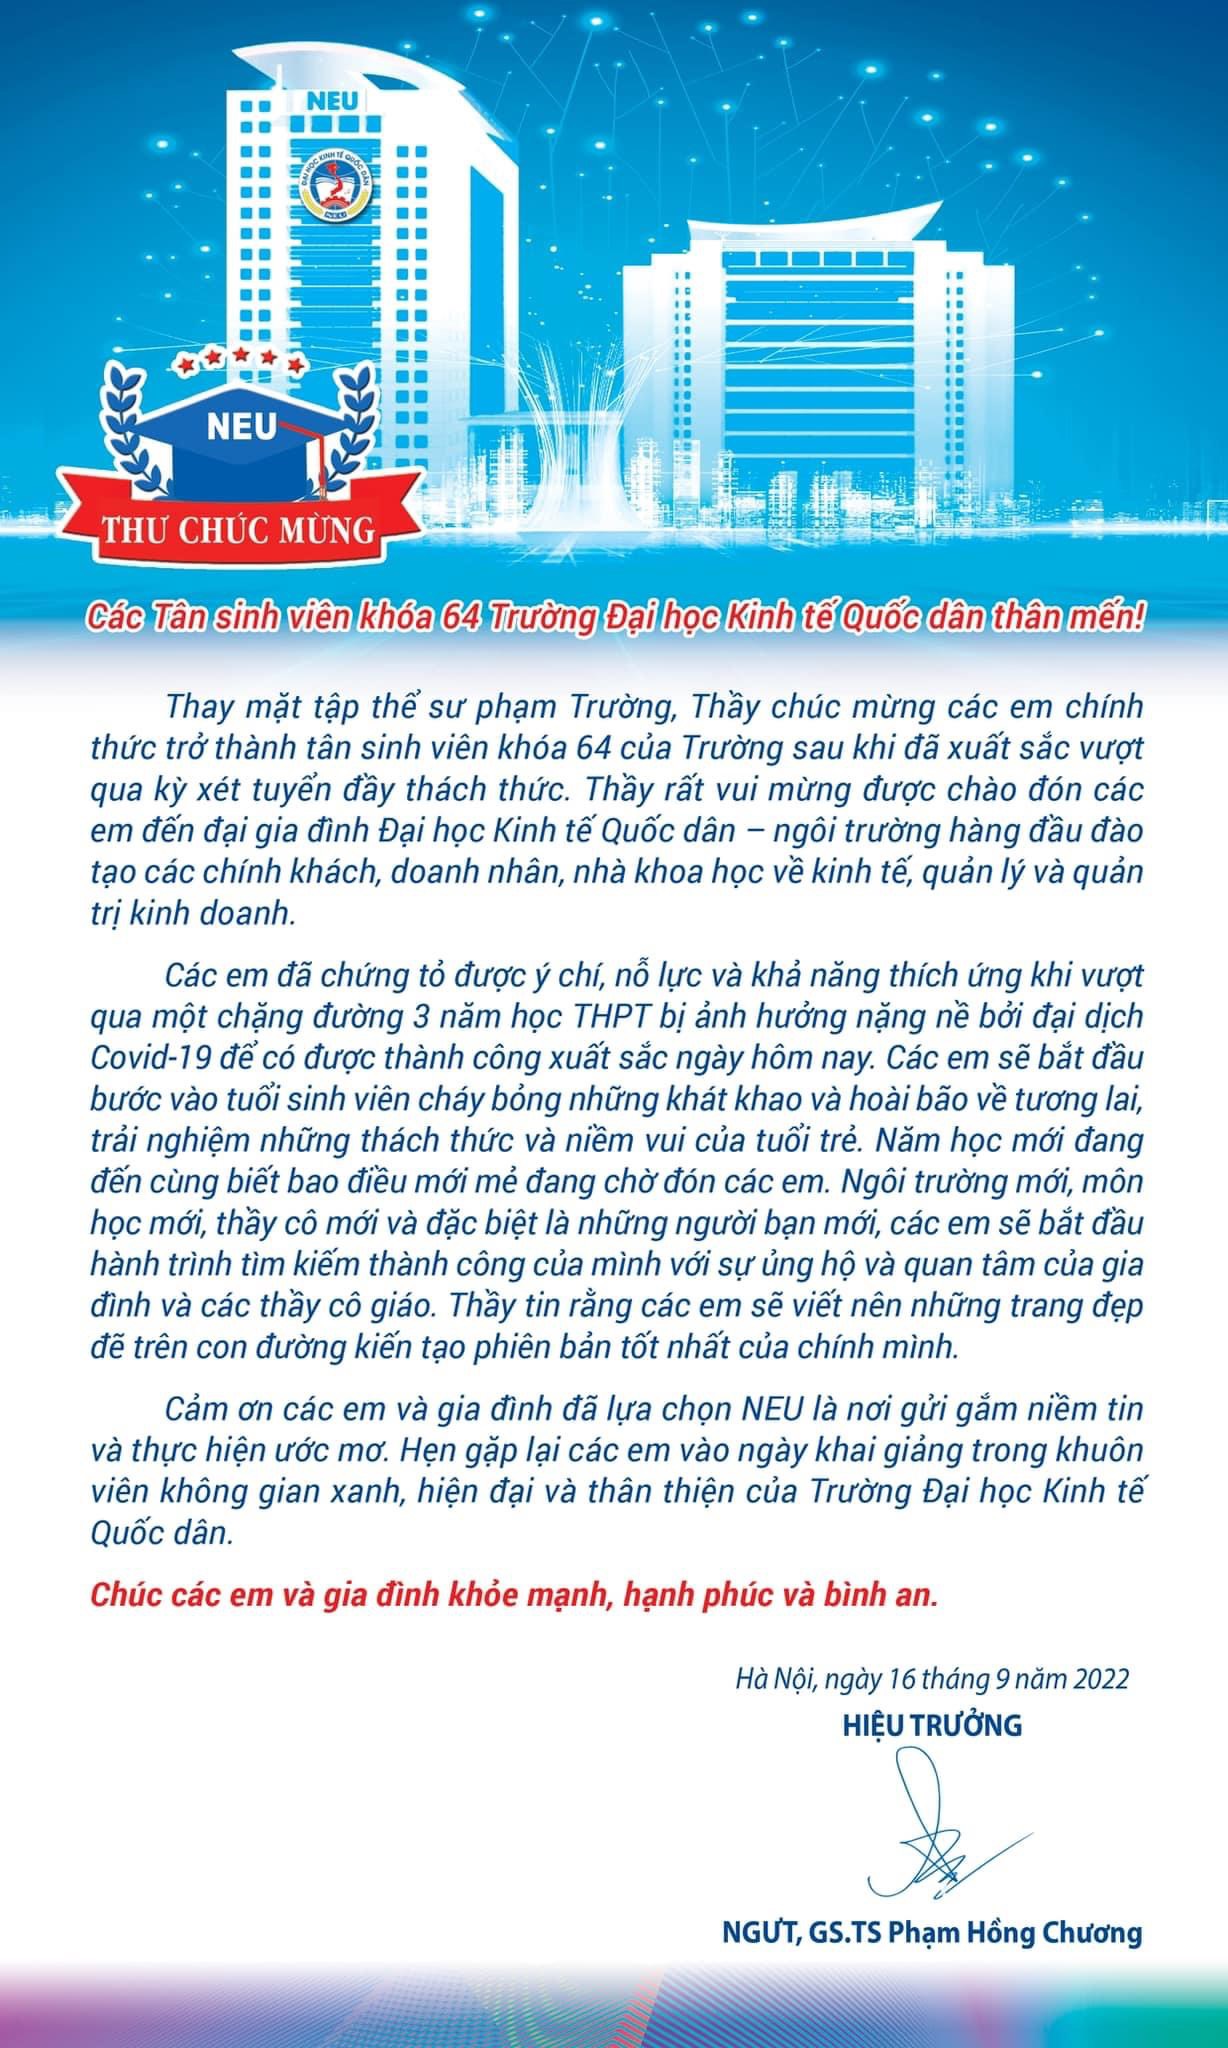 NEU
ĐẠI HỌC KINH TẾ QUỐC DÂN
N.E.U
NEU
THƯ CHÚC MỪNG
Các Tân sinh viên khóa 64 Trường Đại học Kinh tế Quốc dân thân mến!
Thay mặt tập thể sư phạm Trường, Thầy chúc mừng các em chính
thức trở thành tân sinh viên khóa 64 của Trường sau khi đã xuất sắc vượt
qua kỳ xét tuyển đầy thách thức. Thầy rất vui mừng được chào đón các
em đến đại gia đình Đại học Kinh tế Quốc dân – ngôi trường hàng đầu đào
tạo các chính khách, doanh nhân, nhà khoa học về kinh tế, quản lý và quản
trị kinh doanh.
Các em đã chứng tỏ được ý chí, nỗ lực và khả năng thích ứng khi vượt
qua một chặng đường 3 năm học THPT bị ảnh hưởng nặng nề bởi đại dịch
Covid-19 để có được thành công xuất sắc ngày hôm nay. Các em sẽ bắt đầu
bước vào tuổi sinh viên cháy bỏng những khát khao và hoài bão về tương lai,
trải nghiệm những thách thức và niềm vui của tuổi trẻ. Năm học mới đang
đến cùng biết bao điều mới mẻ đang chờ đón các em. Ngôi trường mới, môn
học mới, thầy cô mới và đặc biệt là những người bạn mới, các em sẽ bắt đầu
hành trình tìm kiếm thành công của mình với sự ủng hộ và quan tâm của gia
đình và các thầy cô giáo. Thầy tin rằng các em sẽ viết nên những trang đẹp
đẽ trên con đường kiến tạo phiên bản tốt nhất của chính mình.
Cảm ơn các em và gia đình đã lựa chọn NEU là nơi gửi gắm niềm tin
và thực hiện ước mơ. Hẹn gặp lại các em vào ngày khai giảng trong khuôn
viên không gian xanh, hiện đại và thân thiện của Trường Đại học Kinh tế
Quốc dân.
Chúc các em và gia đình khỏe mạnh, hạnh phúc và bình an.
Hà Nội, ngày 16 tháng 9 năm 2022
HIỆU TRƯỞNG
NGƯT, GS.TS Phạm Hồng Chương